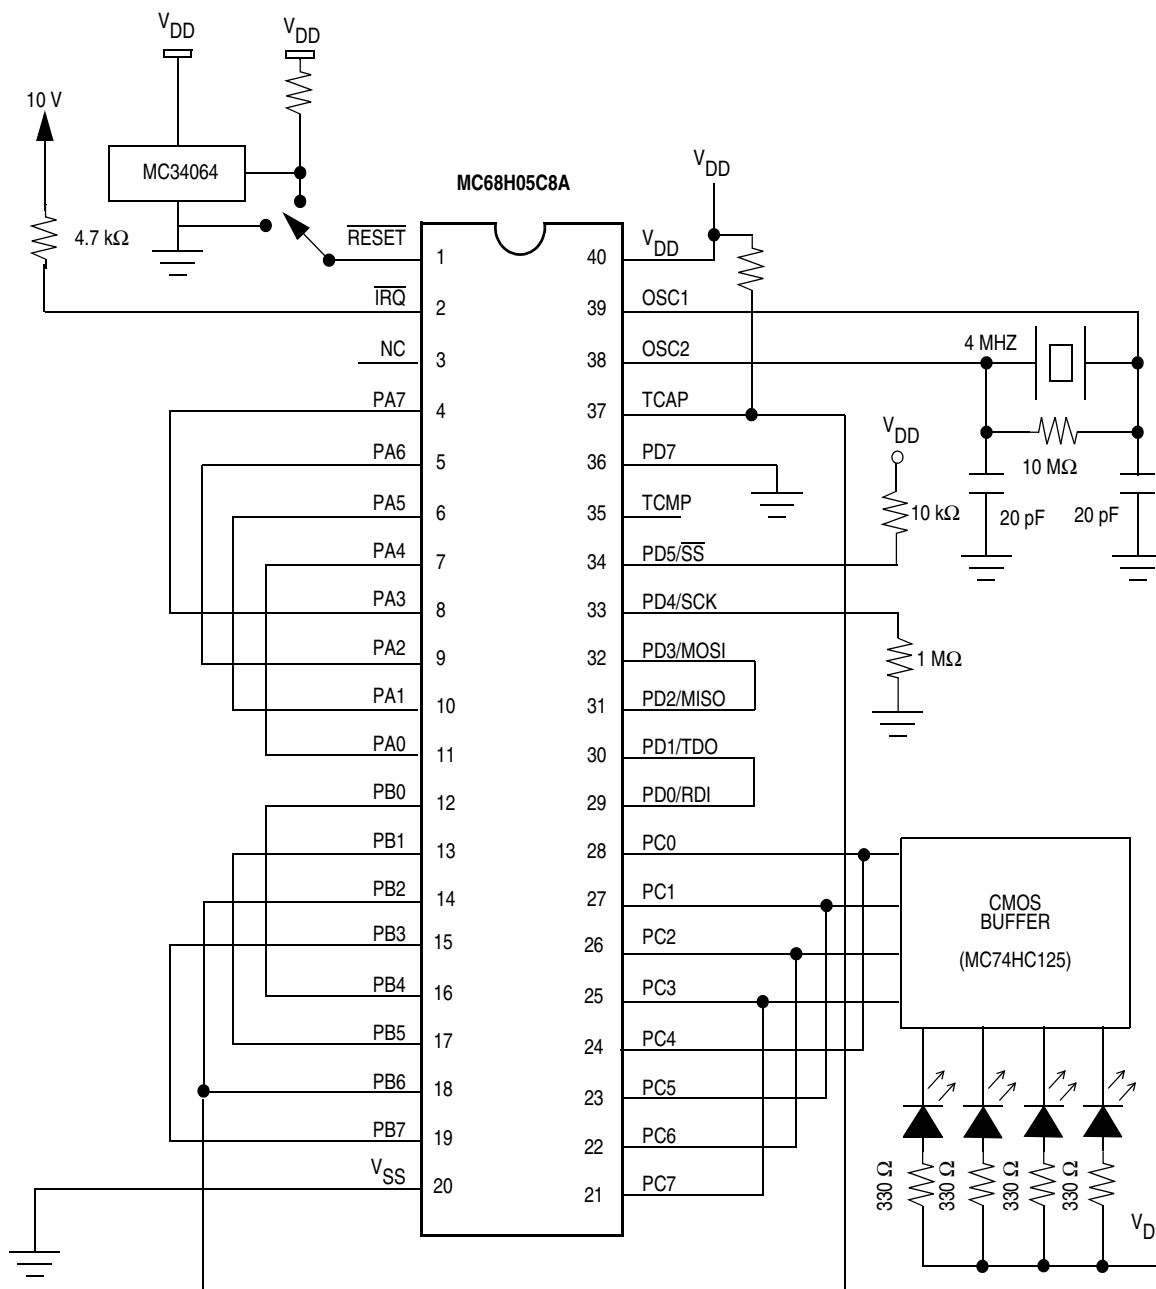 VDD
VDD
10 V
MC34064
4.7 kΩ
MC68H05C8A
VDD
RESET
1
IRQ
2
NC
3
PA7
4
PA6
5
PA5
6
PA4
7
PA3
8
PA2
9
PA1
10
PA0
11
PB0
12
PB1
13
PB2
14
PB3
15
PB4
16
PB5
17
PB6
18
PB7
19
VSS
20
40
VDD
39
OSC1
38
OSC2
37
TCAP
36
PD7
35
TCMP
34
PD5/SS
33
PD4/SCK
32
PD3/MOSI
31
PD2/MISO
30
PD1/TDO
29
PD0/RDI
28
PC0
27
PC1
26
PC2
25
PC3
24
PC4
23
PC5
22
PC6
21
PC7
4 MHZ
10 MΩ
20 pF
20 pF
VDD
10 kΩ
1 MΩ
CMOS
BUFFER
(MC74HC125)
330 Ω
330 Ω
330 Ω
330 Ω
VD